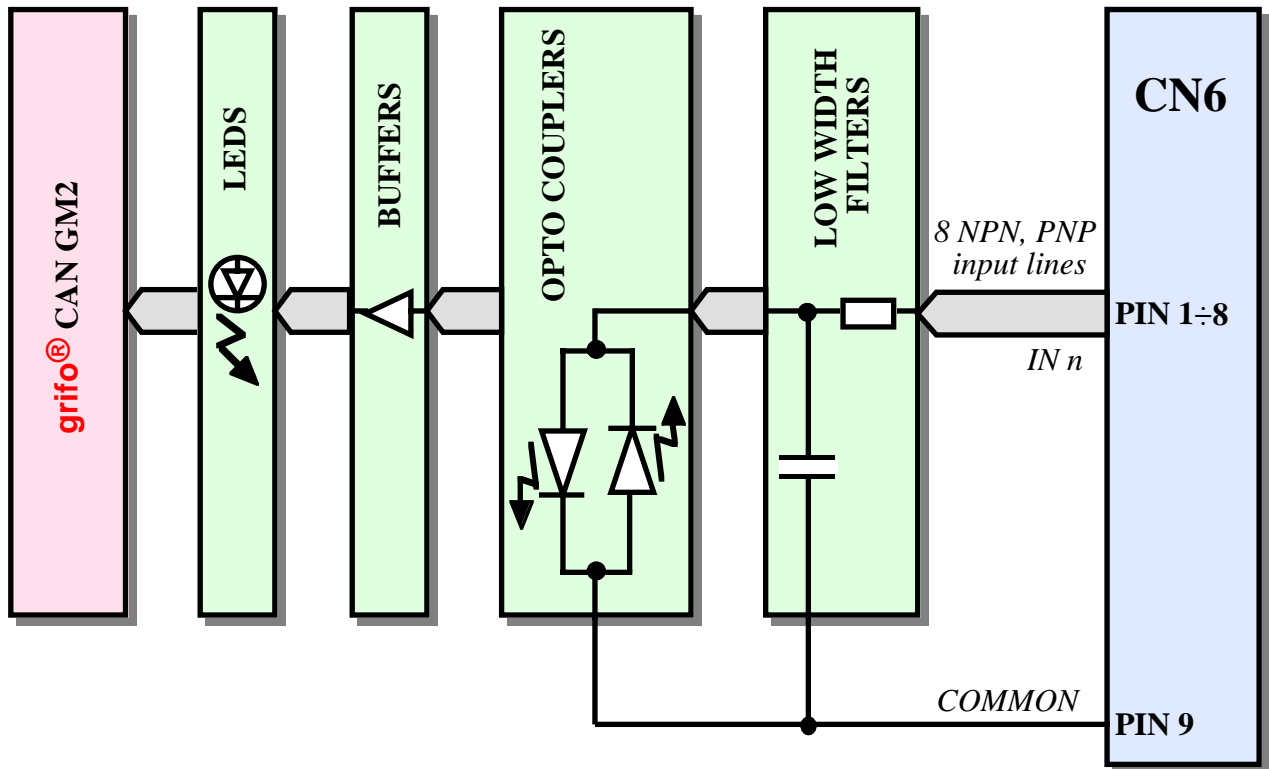 grifo® CAN GM2
LEDS
BUFFERS
OPTO COUPLERS
LOW WIDTH
FILTERS
8 NPN, PNP
input lines
IN n
COMMON
CN6
PIN 1÷8
PIN 9